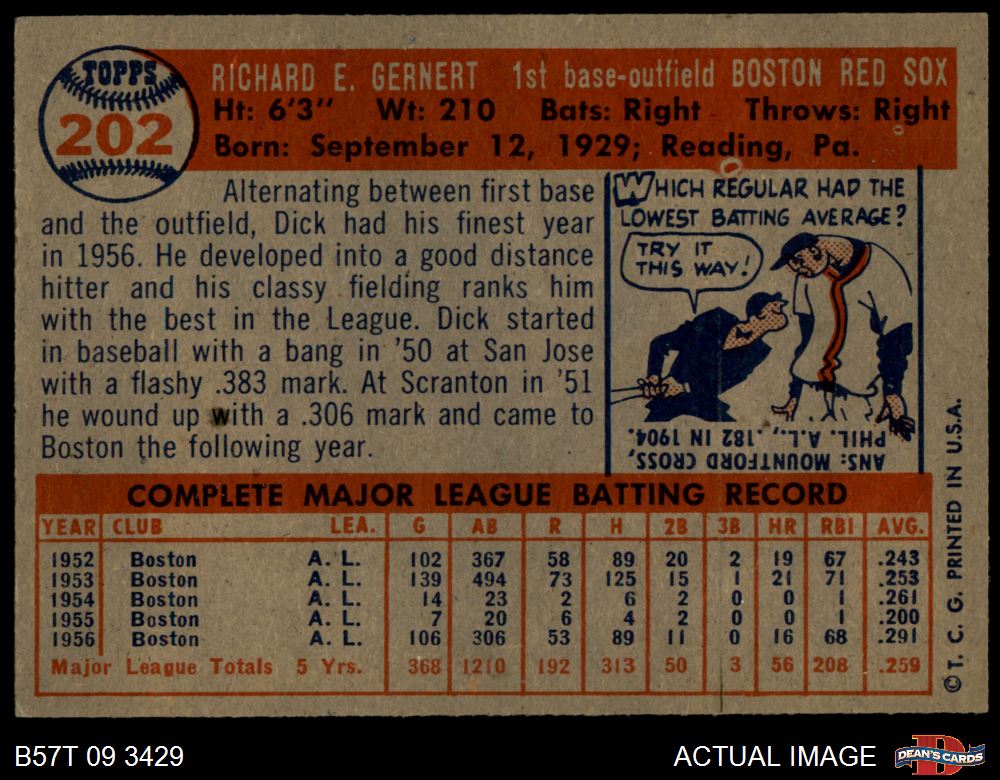 TOPPS
202
RICHARD E. GERNERT 1st base-outfield BOSTON RED SOX
Ht: 6'3" Wt: 210 Bats: Right Throws: Right
Born: September 12, 1929; Reading, Pa.
Alternating between first base
and the outfield, Dick had his finest year
in 1956. He developed into a good distance
hitter and his classy fielding ranks him
with the best in the League. Dick started
in baseball with a bang in '50 at San Jose
with a flashy .383 mark. At Scranton in '51
he wound up with a .306 mark and came to
Boston the following year.
WHICH REGULAR HAD THE
LOWEST BATTING AVERAGE?
TRY IT
THIS WAY!
ANS: MOUNTFORD CROSS,
PHIL. A.L., .182 IN 1904.
COMPLETE MAJOR LEAGUE BATTING RECORD
YEAR CLUB LEA. G AB R H 2B 3B HR RBI AVG.
1952 Boston A. L. 102 367 58 89 20 2 19 67 .243
1953 Boston A. L. 139 494 73 125 15 1 21 71 .253
1954 Boston A. L. 14 23 2 6 2 0 0 1 .261
1955 Boston A. L. 7 20 6 4 2 0 0 1 .200
1956 Boston A. L. 106 306 53 89 11 0 16 68 .291
Major League Totals 5 Yrs. 368 1210 192 313 50 3 56 208 .259
© T. C. G. PRINTED IN U.S.A.
B57T 09 3429
ACTUAL IMAGE
D
DEAN'S CARDS